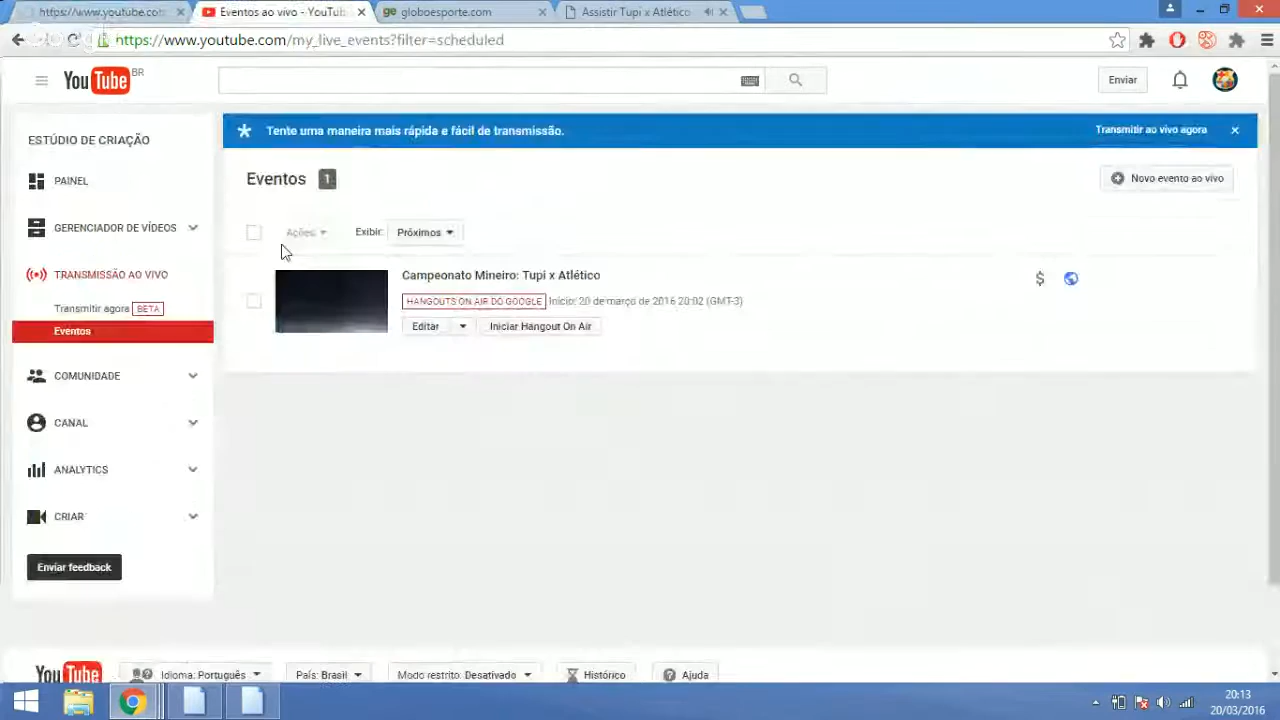 https://www.youtube.com
Eventos ao vivo - YouTub
globoesporte.com
Assistir Tupi x Atlético
https://www.youtube.com/my_live_events?filter=scheduled
YouTube BR
Enviar
ESTÚDIO DE CRIAÇÃO
Tente uma maneira mais rápida e fácil de transmissão.
Transmitir ao vivo agora
PAINEL
Eventos 1
Novo evento ao vivo
GERENCIADOR DE VÍDEOS
Ações
Exibir:
Próximos
TRANSMISSÃO AO VIVO
Campeonato Mineiro: Tupi x Atlético
$
HANGOUTS ON AIR DO GOOGLE Início: 20 de março de 2016 20:02 (GMT-3)
Transmitir agora BETA
Editar
Iniciar Hangout On Air
Eventos
COMUNIDADE
CANAL
ANALYTICS
CRIAR
Enviar feedback
YouTube
Idioma: Português
País: Brasil
Modo restrito: Desativado
Histórico
Ajuda
20:13
20/03/2016